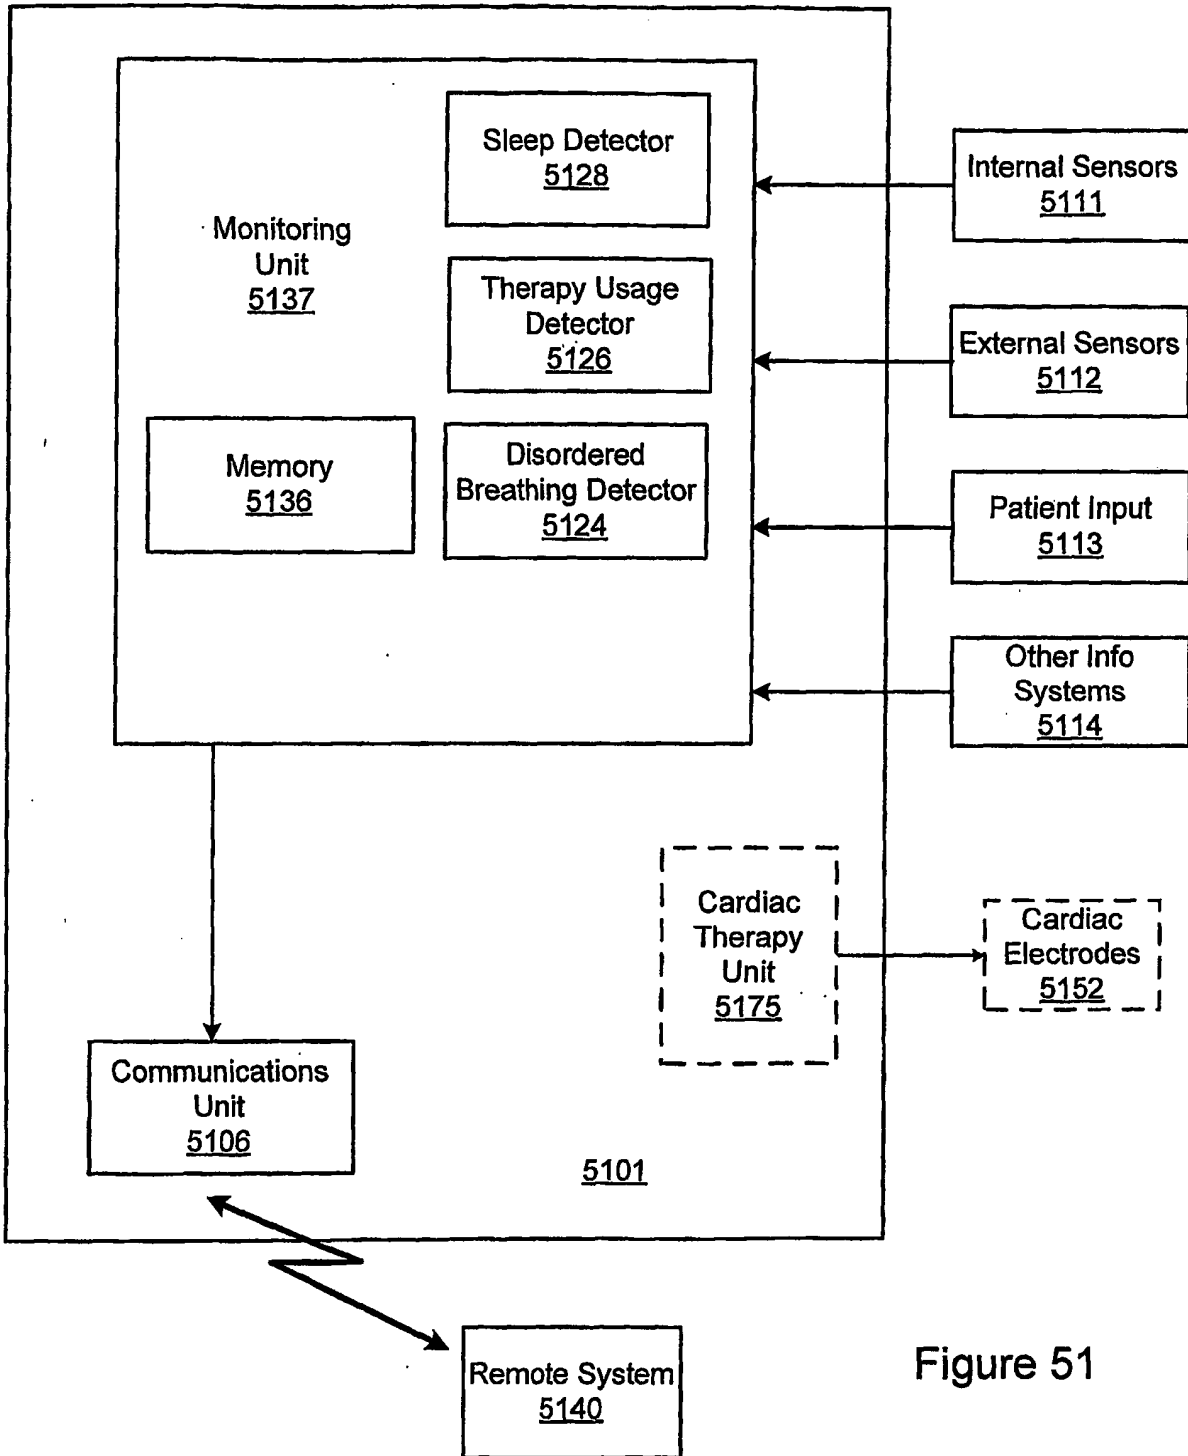 Sleep Detector
5128
Internal Sensors
5111
Monitoring
Unit
5137
Therapy Usage
Detector
5126
External Sensors
5112
Memory
5136
Disordered
Breathing Detector
5124
Patient Input
5113
Other Info
Systems
5114
Cardiac
Therapy
Unit
5175
Cardiac
Electrodes
5152
Communications
Unit
5106
5101
Remote System
5140
Figure 51